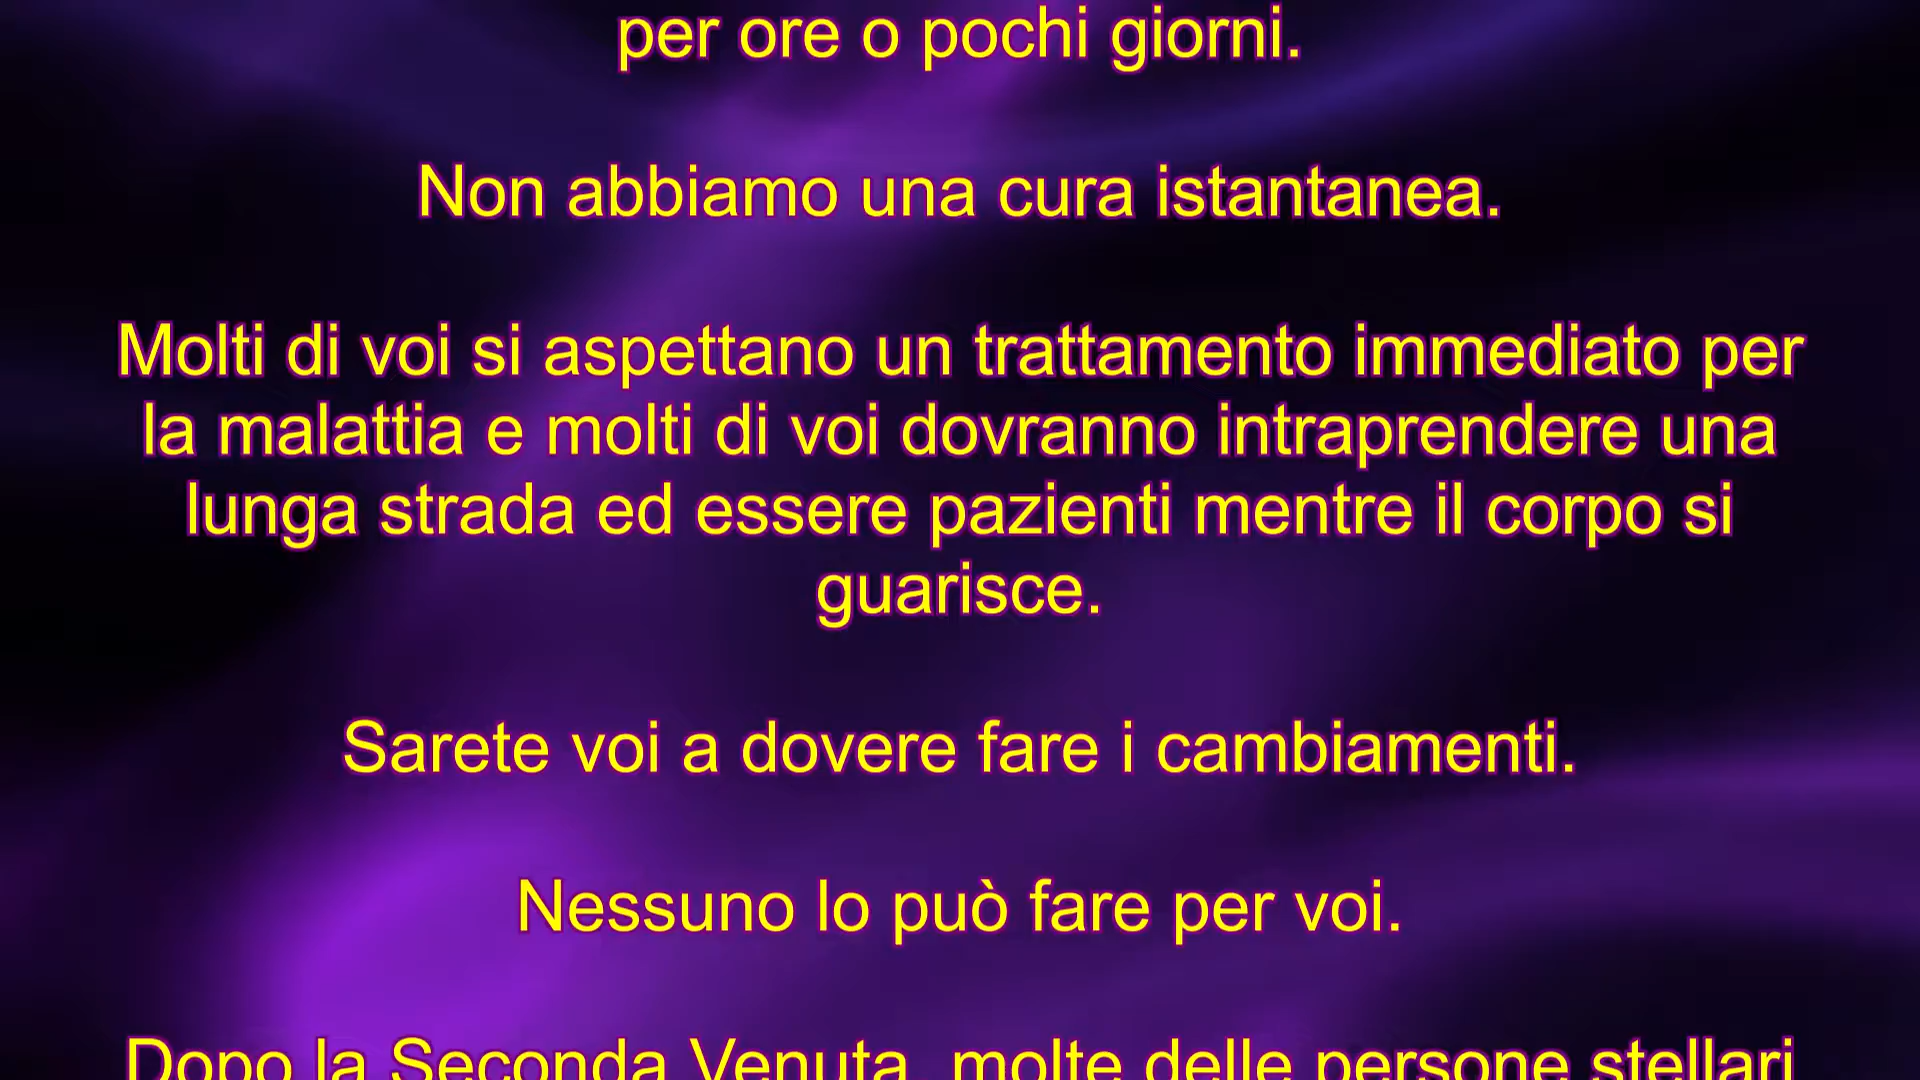 per ore o pochi giorni.
Non abbiamo una cura istantanea.
Molti di voi si aspettano un trattamento immediato per
la malattia e molti di voi dovranno intraprendere una
lunga strada ed essere pazienti mentre il corpo si
guarisce.
Sarete voi a dovere fare i cambiamenti.
Nessuno lo può fare per voi.
Dopo la Seconda Venuta, molte delle persone stellari